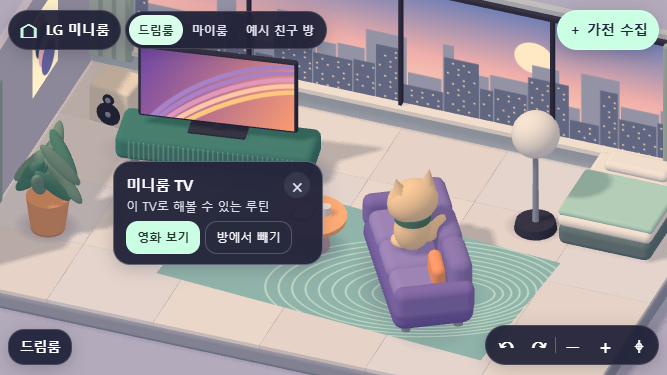 LG 미니룸
드림룸
마이룸
예시 친구 방
+ 가전 수집
미니룸 TV
이 TV로 해볼 수 있는 루틴
영화 보기
방에서 빼기
드림룸